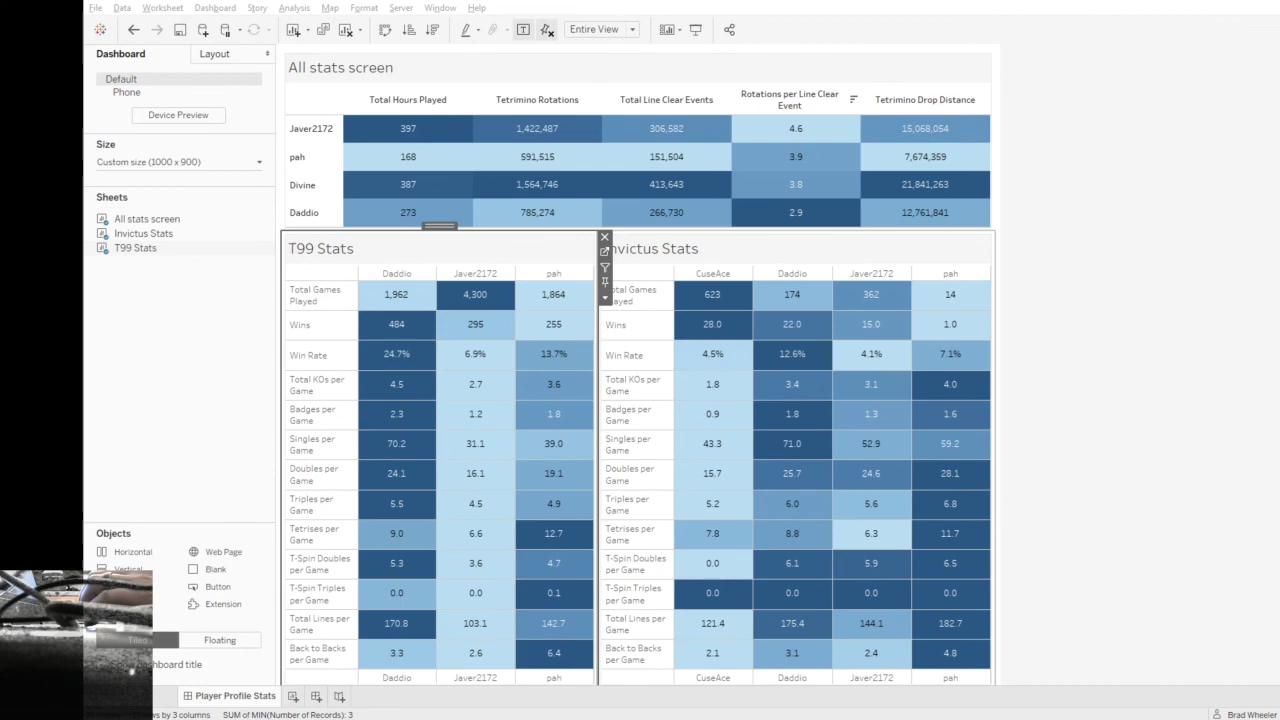 File Data Worksheet Dashboard Story Analysis Map Format Server Window Help
Entire View
Dashboard Layout
Default
Phone
Device Preview
Size
Custom size (1000 x 900)
Sheets
All stats screen
Invictus Stats
T99 Stats
Objects
Horizontal Web Page
Vertical Blank
Button
Extension
Tiled Floating
dashboard title
All stats screen
Total Hours Played Tetrimino Rotations Total Line Clear Events Rotations per Line Clear Event Tetrimino Drop Distance
Javer2172 397 1,422,487 306,582 4.6 15,068,054
pah 168 591,515 151,504 3.9 7,674,359
Divine 387 1,564,746 413,643 3.8 21,841,263
Daddio 273 785,274 266,730 2.9 12,761,841
T99 Stats
Daddio Javer2172 pah
Total Games Played 1,962 4,300 1,864
Wins 484 295 255
Win Rate 24.7% 6.9% 13.7%
Total KOs per Game 4.5 2.7 3.6
Badges per Game 2.3 1.2 1.8
Singles per Game 70.2 31.1 39.0
Doubles per Game 24.1 16.1 19.1
Triples per Game 5.5 4.5 4.9
Tetrises per Game 9.0 6.6 12.7
T-Spin Doubles per Game 5.3 3.6 4.7
T-Spin Triples per Game 0.0 0.0 0.1
Total Lines per Game 170.8 103.1 142.7
Back to Backs per Game 3.3 2.6 6.4
Daddio Javer2172 pah
nvictus Stats
CuseAce Daddio Javer2172 pah
otal Games Played 623 174 362 14
Wins 28.0 22.0 15.0 1.0
Win Rate 4.5% 12.6% 4.1% 7.1%
Total KOs per Game 1.8 3.4 3.1 4.0
Badges per Game 0.9 1.8 1.3 1.6
Singles per Game 43.3 71.0 52.9 59.2
Doubles per Game 15.7 25.7 24.6 28.1
Triples per Game 5.2 6.0 5.6 6.8
Tetrises per Game 7.8 8.8 6.3 11.7
T-Spin Doubles per Game 0.0 6.1 5.9 6.5
T-Spin Triples per Game 0.0 0.0 0.0 0.0
Total Lines per Game 121.4 175.4 144.1 182.7
Back to Backs per Game 2.1 3.1 2.4 4.8
CuseAce Daddio Javer2172 pah
Player Profile Stats
ws by 3 columns SUM of MIN(Number of Records): 3 Brad Wheeler